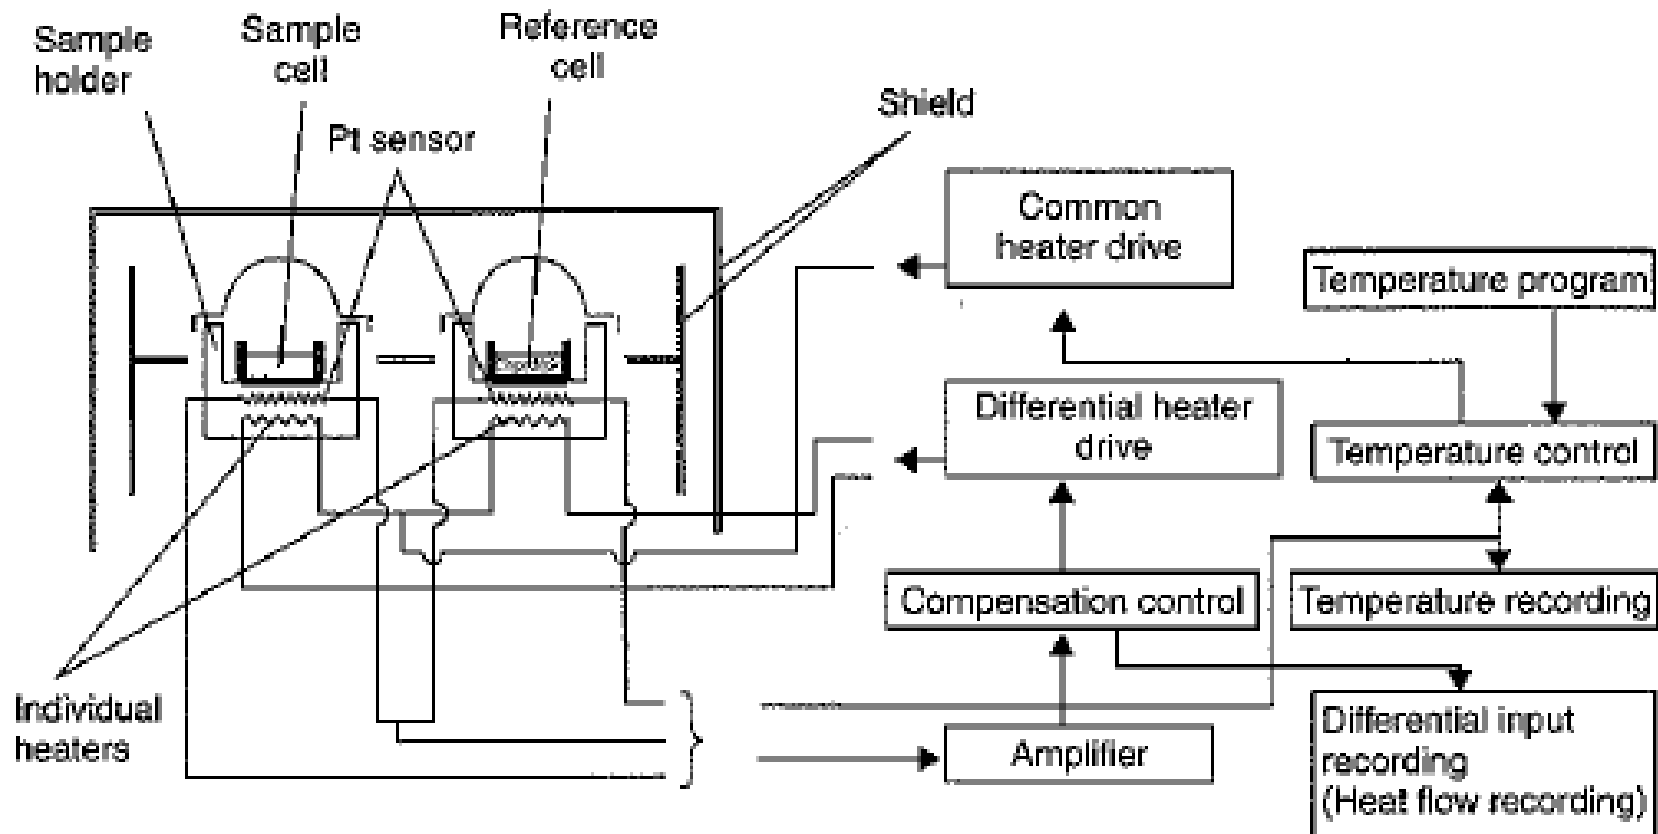 Sample
holder
Sample
cell
Reference
cell
Pt sensor
Shield
Common
heater drive
Temperature program
Differential heater
drive
Temperature control
Compensation control
Temperature recording
Individual
heaters
Amplifier
Differential input
recording
(Heat flow recording)